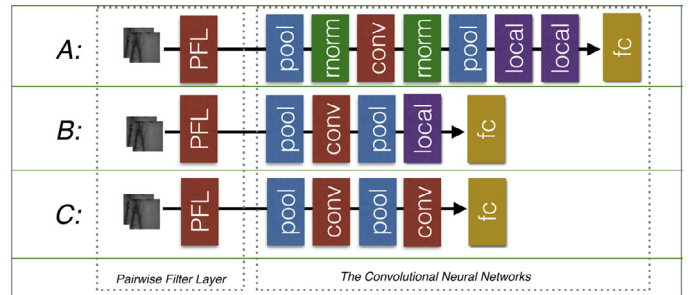 A: PFL pool rnorm conv rnorm pool local local fc
B: PFL pool conv pool local fc
C: PFL pool conv pool conv fc
Pairwise Filter Layer The Convolutional Neural Networks